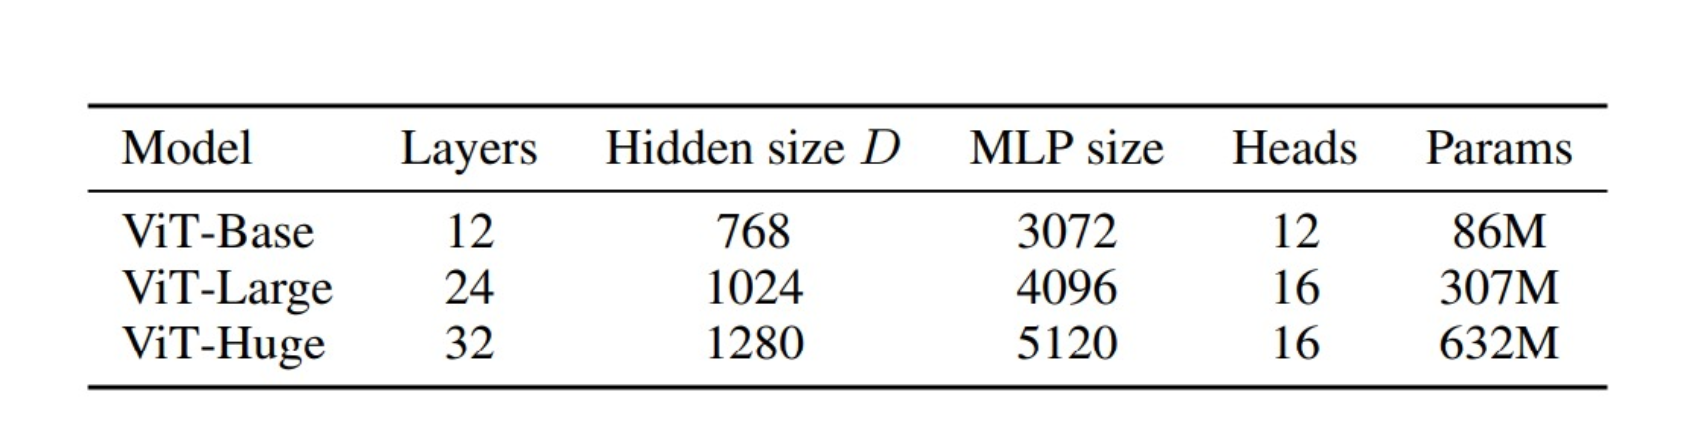 Model Layers Hidden size D MLP size Heads Params
ViT-Base 12 768 3072 12 86M
ViT-Large 24 1024 4096 16 307M
ViT-Huge 32 1280 5120 16 632M